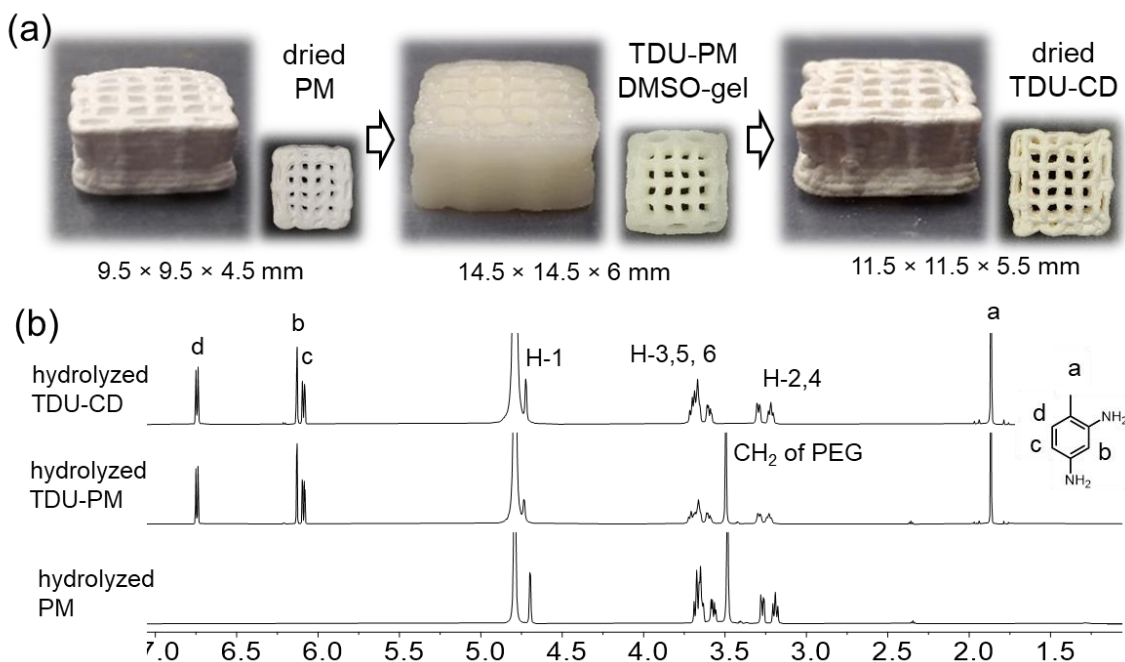 (a)
dried
PM
TDU-PM
DMSO-gel
dried
TDU-CD
9.5 × 9.5 × 4.5 mm
14.5 × 14.5 × 6 mm
11.5 × 11.5 × 5.5 mm
(b)
hydrolyzed
TDU-CD
d
b
c
H-1
H-3,5, 6
H-2,4
a
a
d
NH₂
c
b
NH₂
hydrolyzed
TDU-PM
CH₂ of PEG
hydrolyzed
PM
7.0 6.5 6.0 5.5 5.0 4.5 4.0 3.5 3.0 2.5 2.0 1.5